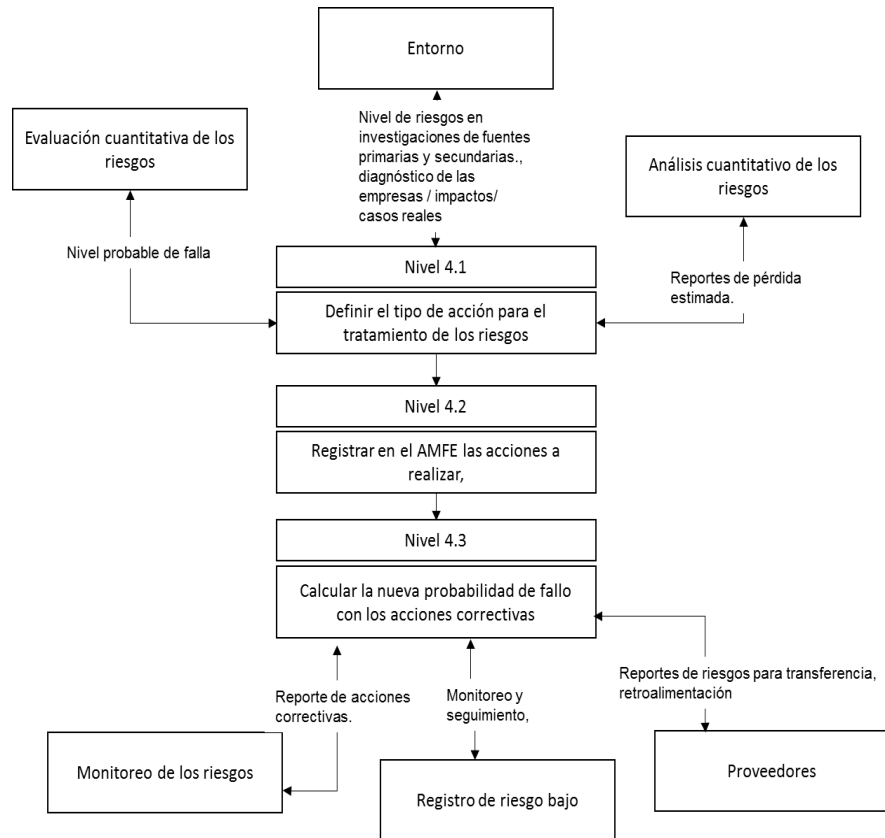 Entorno
Nivel de riesgos en
investigaciones de fuentes
primarias y secundarias.,
diagnóstico de las
empresas / impactos/
casos reales
Evaluación cuantitativa de los
riesgos
Análisis cuantitativo de los
riesgos
Nivel probable de falla
Reportes de pérdida
estimada.
Nivel 4.1
Definir el tipo de acción para el
tratamiento de los riesgos
Nivel 4.2
Registrar en el AMFE las acciones a
realizar,
Nivel 4.3
Calcular la nueva probabilidad de fallo
con los acciones correctivas
Reporte de acciones
correctivas.
Monitoreo y
seguimiento,
Reportes de riesgos para transferencia,
retroalimentación
Monitoreo de los riesgos
Registro de riesgo bajo
Proveedores